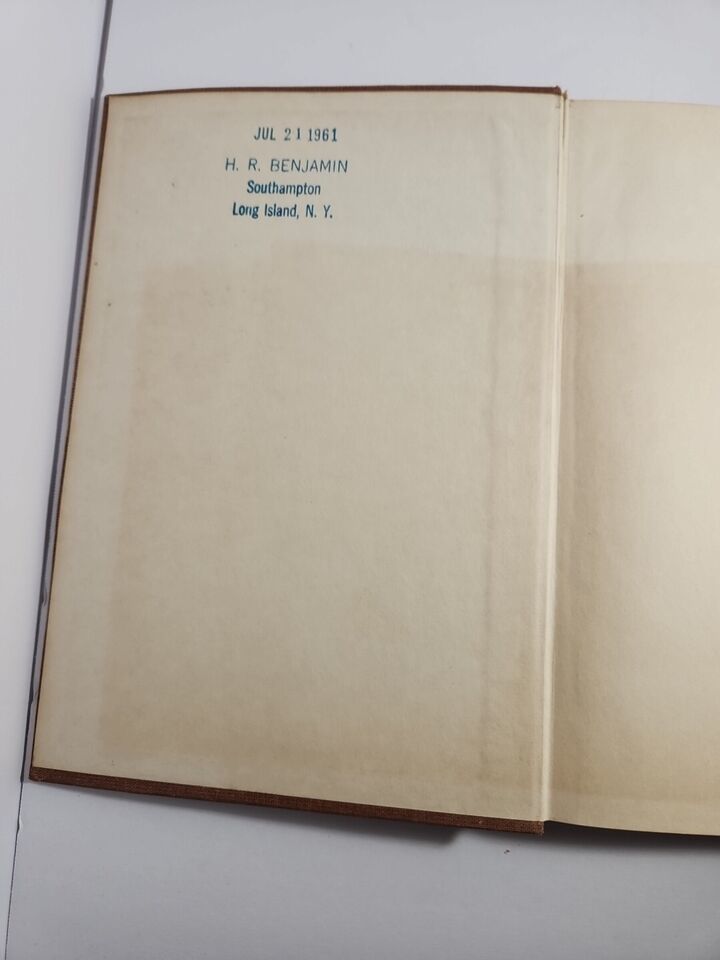 JUL 21 1961
H. R. BENJAMIN
Southampton
Long Island, N. Y.